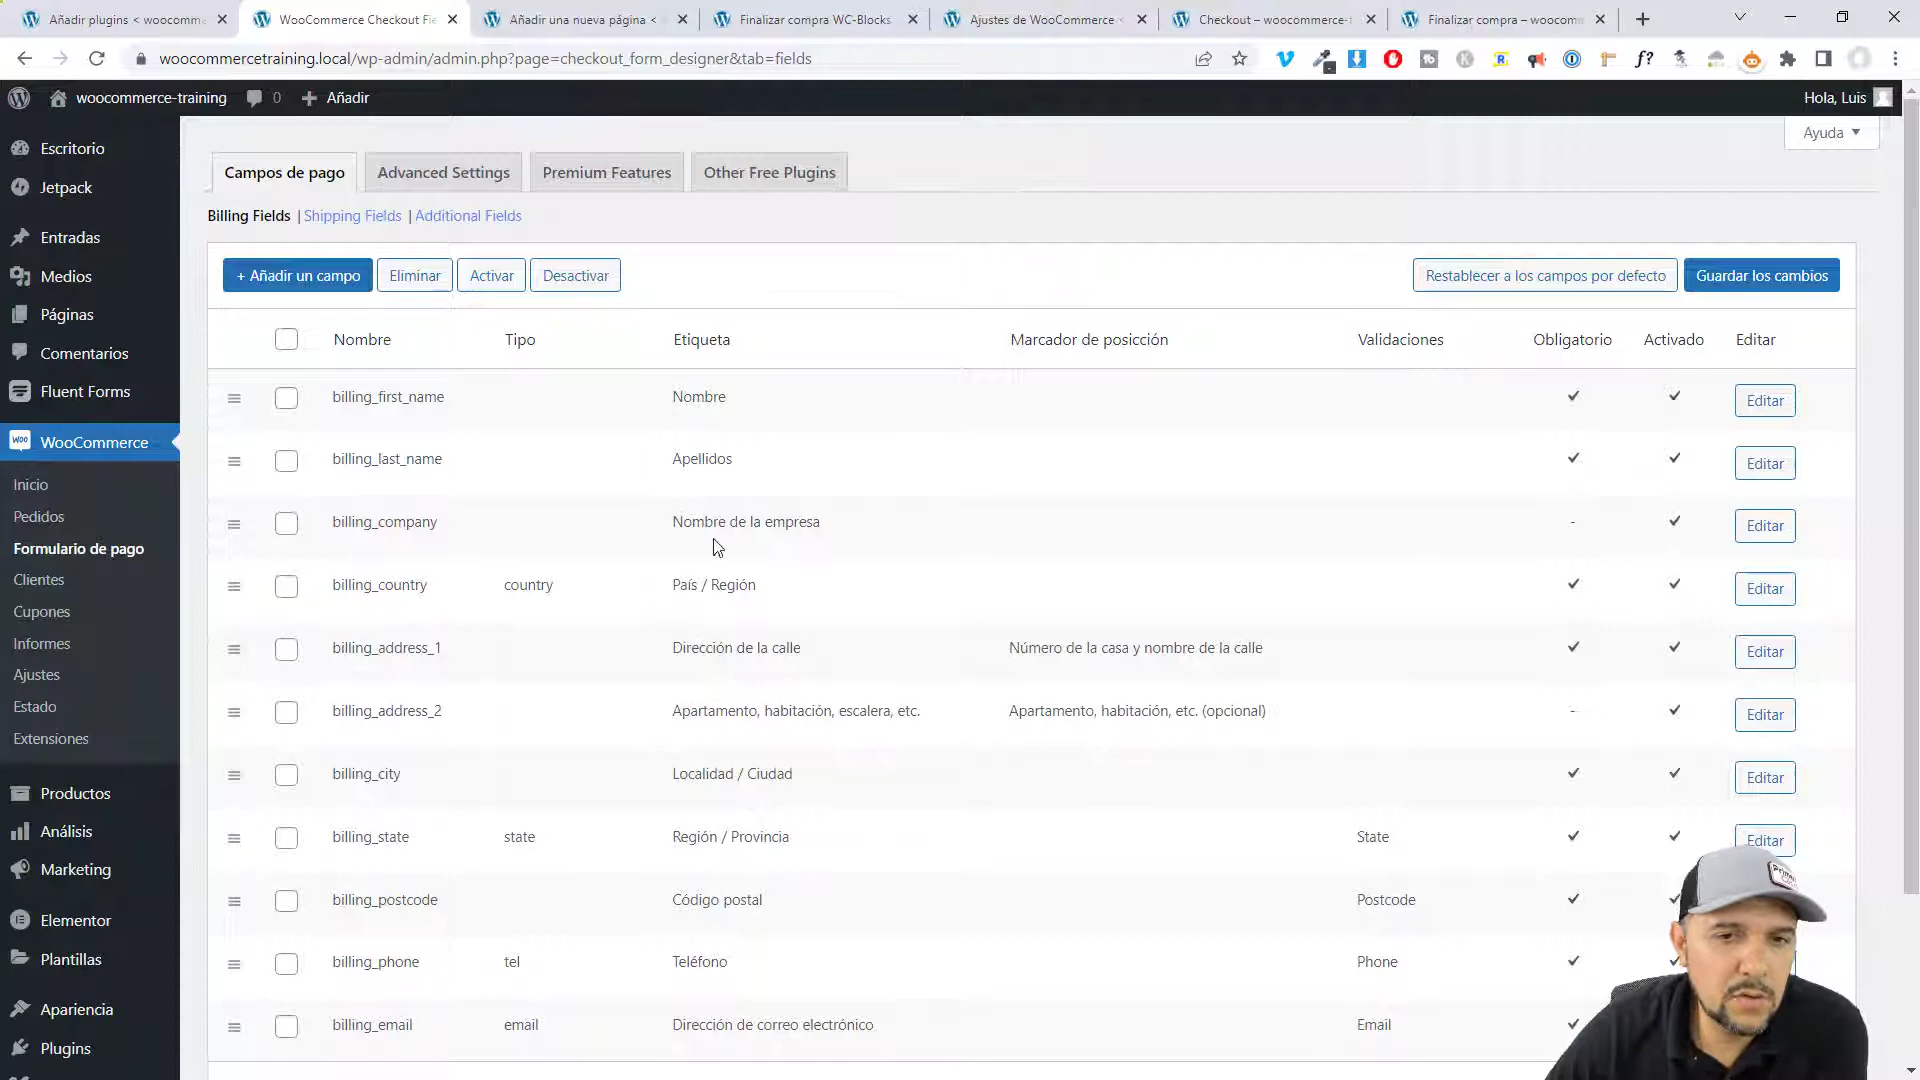 Añadir plugins < woocomm
WooCommerce Checkout Fie
Añadir una nueva página <
Finalizar compra WC-Blocks
Ajustes de WooCommerce <
Checkout – woocommerce-t
Finalizar compra – woocom
woocommercetraining.local/wp-admin/admin.php?page=checkout_form_designer&tab=fields
woocommerce-training
0
Añadir
Hola, Luis
Ayuda
Escritorio
Jetpack
Entradas
Medios
Páginas
Comentarios
Fluent Forms
WooCommerce
Inicio
Pedidos
Formulario de pago
Clientes
Cupones
Informes
Ajustes
Estado
Extensiones
Productos
Análisis
Marketing
Elementor
Plantillas
Apariencia
Plugins
Campos de pago
Advanced Settings
Premium Features
Other Free Plugins
Billing Fields | Shipping Fields | Additional Fields
+ Añadir un campo
Eliminar
Activar
Desactivar
Restablecer a los campos por defecto
Guardar los cambios
Nombre Tipo Etiqueta Marcador de posicción Validaciones Obligatorio Activado Editar
billing_first_name Nombre ✔ ✔ Editar
billing_last_name Apellidos ✔ ✔ Editar
billing_company Nombre de la empresa - ✔ Editar
billing_country country País / Región ✔ ✔ Editar
billing_address_1 Dirección de la calle Número de la casa y nombre de la calle ✔ ✔ Editar
billing_address_2 Apartamento, habitación, escalera, etc. Apartamento, habitación, etc. (opcional) - ✔ Editar
billing_city Localidad / Ciudad ✔ ✔ Editar
billing_state state Región / Provincia State ✔ ✔ Editar
billing_postcode Código postal Postcode ✔ ✔
billing_phone tel Teléfono Phone ✔ ✔
billing_email email Dirección de correo electrónico Email ✔